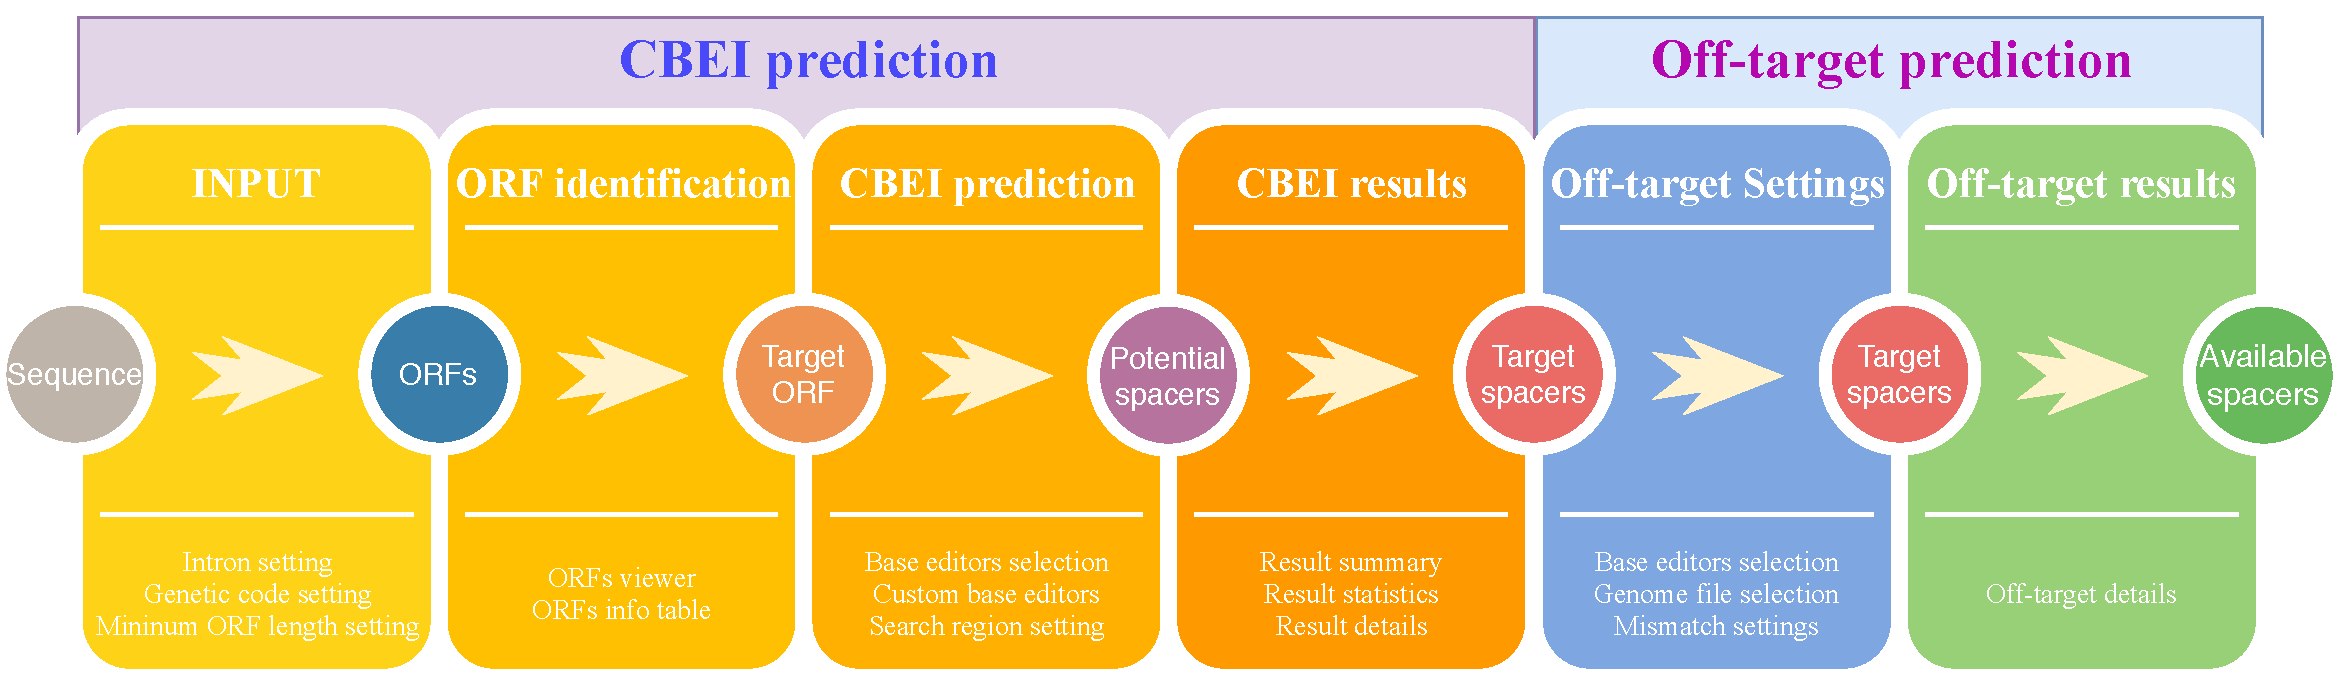 CBEI prediction
Off-target prediction
INPUT
ORF identification
CBEI prediction
CBEI results
Off-target Settings
Off-target results
Sequence
ORFs
Target
ORF
Potential
spacers
Target
spacers
Target
spacers
Available
spacers
Intron setting
Genetic code setting
Mininum ORF length setting
ORFs viewer
ORFs info table
Base editors selection
Custom base editors
Search region setting
Result summary
Result statistics
Result details
Base editors selection
Genome file selection
Mismatch settings
Off-target details